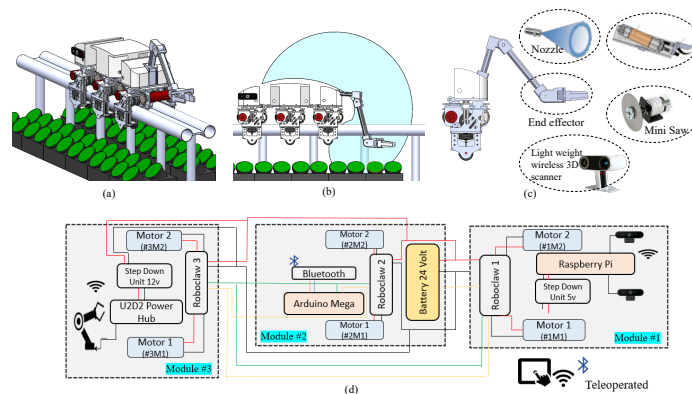 Nozzle
End effector
Mini Saw
Light weight
wireless 3D
scanner
(a)
(b)
(c)
Motor 2
(#3M2)
Step Down
Unit 12v
U2D2 Power
Hub
Motor 1
(#3M1)
Roboclaw 3
Module #3
Motor 2
(#2M2)
Bluetooth
Arduino Mega
Motor 1
(#2M1)
Roboclaw 2
Battery 24 Volt
Module #2
Roboclaw 1
Motor 2
(#1M2)
Raspberry Pi
Step Down
Unit 5v
Motor 1
(#1M1)
Module #1
Teleoperated
(d)